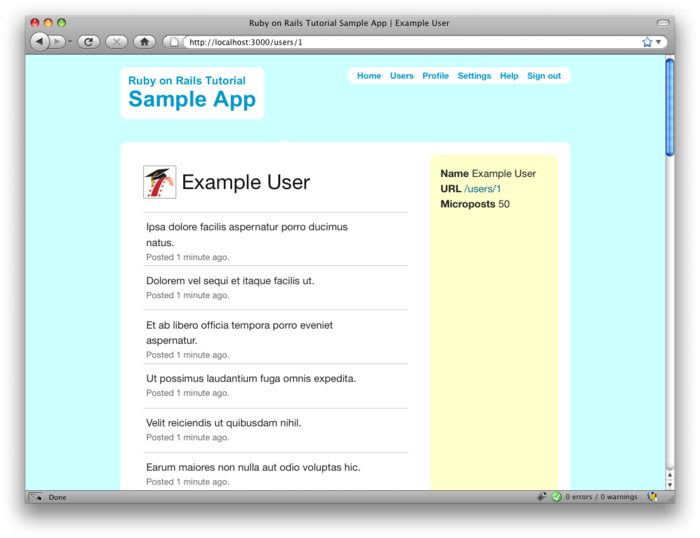 Ruby on Rails Tutorial Sample App | Example User
http://localhost:3000/users/1
Ruby on Rails Tutorial
Sample App
Home Users Profile Settings Help Sign out
Example User
Ipsa dolore facilis aspernatur porro ducimus
natus.
Posted 1 minute ago.
Dolorem vel sequi et itaque facilis ut.
Posted 1 minute ago.
Et ab libero officia tempora porro eveniet
aspernatur.
Posted 1 minute ago.
Ut possimus laudantium fuga omnis expedita.
Posted 1 minute ago.
Velit reiciendis ut quibusdam nihil.
Posted 1 minute ago.
Earum maiores non nulla aut odio voluptas hic.
Posted 1 minute ago.
Name Example User
URL /users/1
Microposts 50
Done
0 errors / 0 warnings